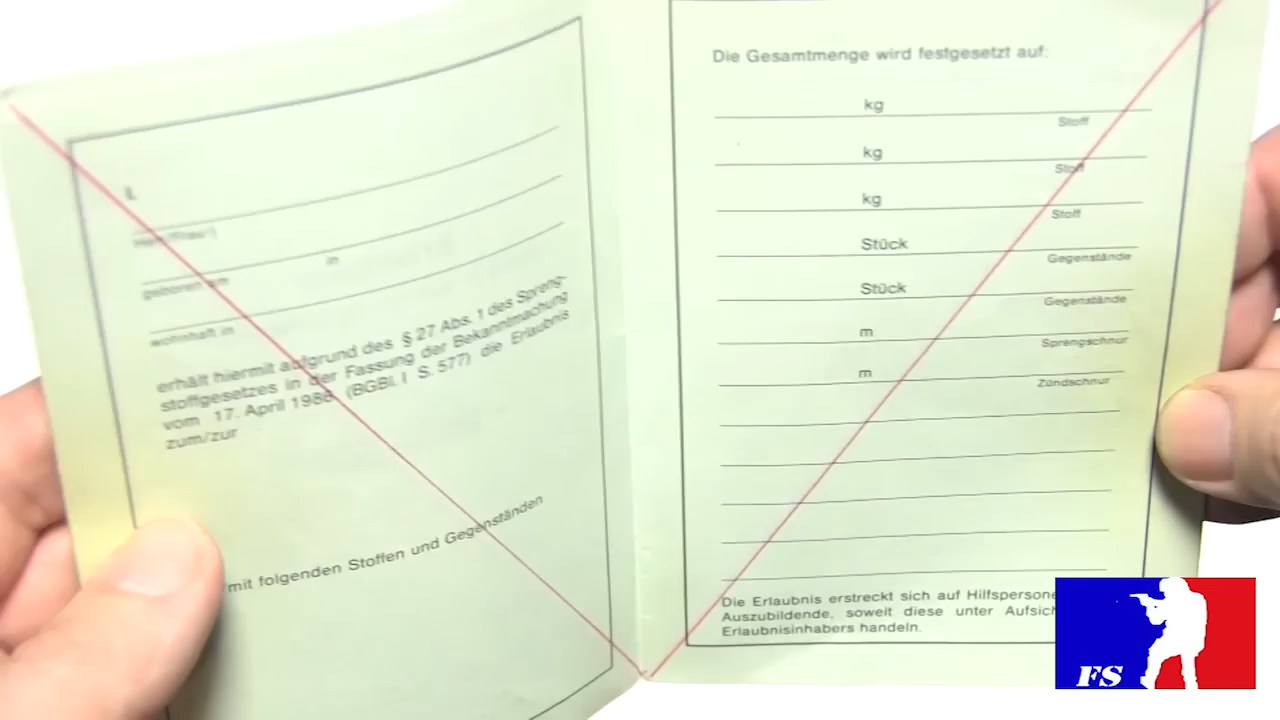 I.
Herr/Frau¹)
geboren am in
wohnhaft in
erhält hiermit aufgrund des § 27 Abs. 1 des Spreng-
stoffgesetzes in der Fassung der Bekanntmachung
vom 17. April 1986 (BGBl. I S. 577) die Erlaubnis
zum/zur
mit folgenden Stoffen und Gegenständen
Die Gesamtmenge wird festgesetzt auf:
kg
Stoff
kg
Stoff
kg
Stoff
Stück
Gegenstände
Stück
Gegenstände
m
Sprengschnur
m
Zündschnur
Die Erlaubnis erstreckt sich auf
Auszubildende, soweit diese unter
Erlaubnisinhabers handeln.
FS